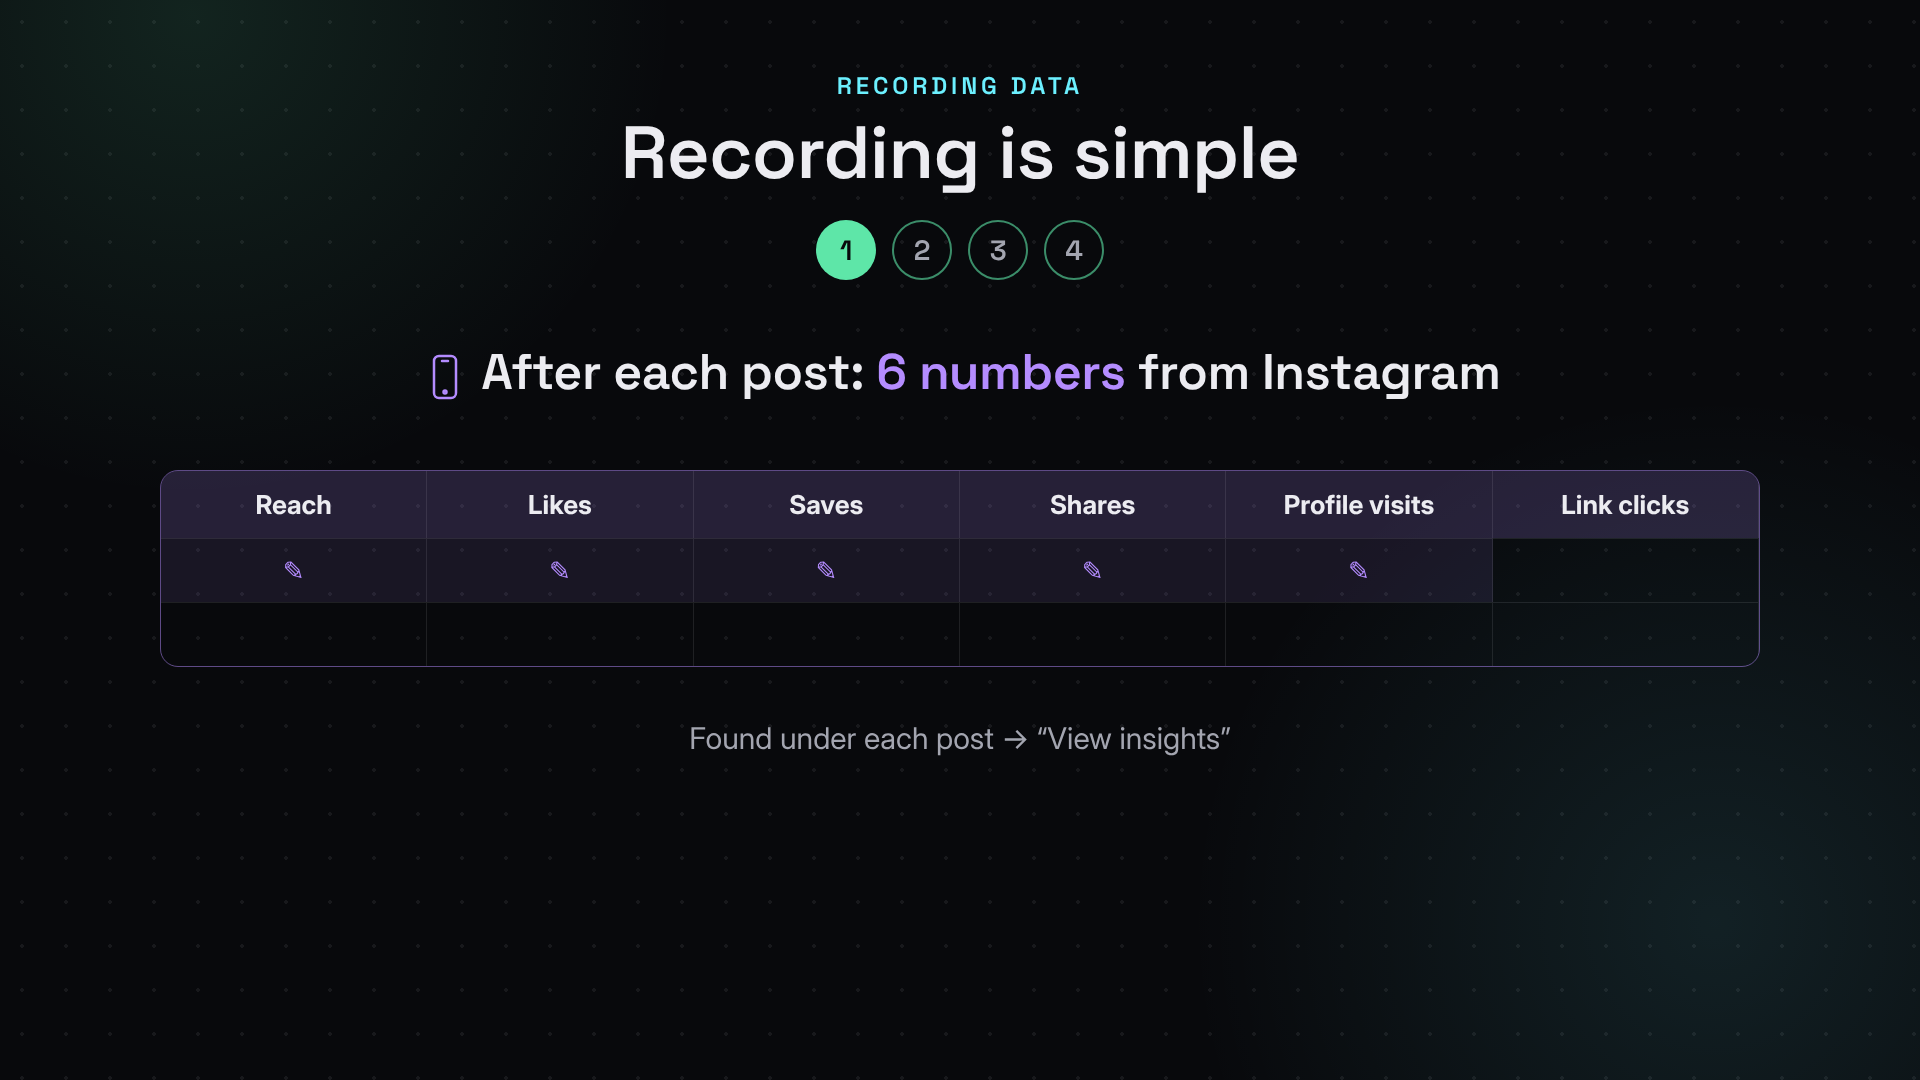 RECORDING DATA
Recording is simple
1 2 3 4
After each post: 6 numbers from Instagram
Reach Likes Saves Shares Profile visits Link clicks
✎ ✎ ✎ ✎ ✎
Found under each post → “View insights”